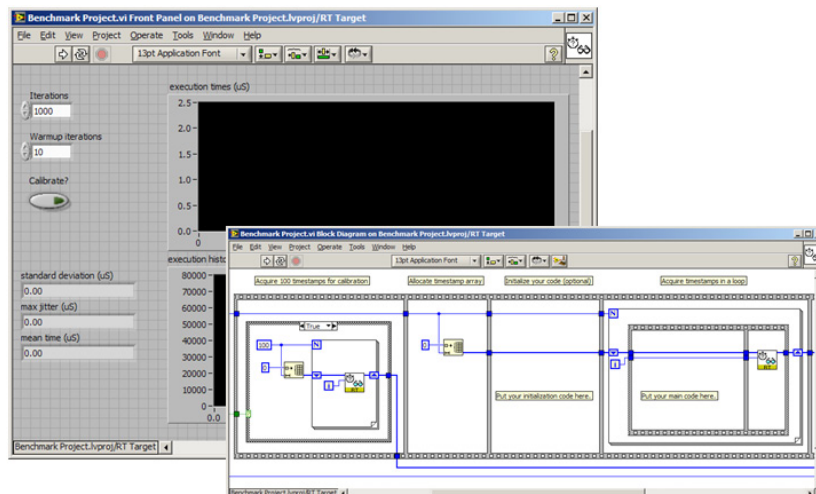 Benchmark Project.vi Front Panel on Benchmark Project.lvproj/RT Target
File Edit View Project Operate Tools Window Help
13pt Application Font
Iterations
1000
Warmup iterations
10
Calibrate?
execution times (uS)
2.5
2.0
1.5
1.0
0.5
0.0
0
standard deviation (uS)
0.00
max jitter (uS)
0.00
mean time (uS)
0.00
80000
70000
60000
50000
40000
30000
20000
10000
0
0.0
Benchmark Project.lvproj/RT Target
Benchmark Project.vi Block Diagram on Benchmark Project.lvproj/RT Target
File Edit View Project Operate Tools Window Help
13pt Application Font
Acquire 100 timestamps for calibration
Allocate timestamp array
Initialize your code (optional)
Acquire timestamps in a loop
True
100
N
0
i
RT
0
Put your initialization code here.
N
i
Put your main code here.
RT
Benchmark Project.lvproj/RT Target